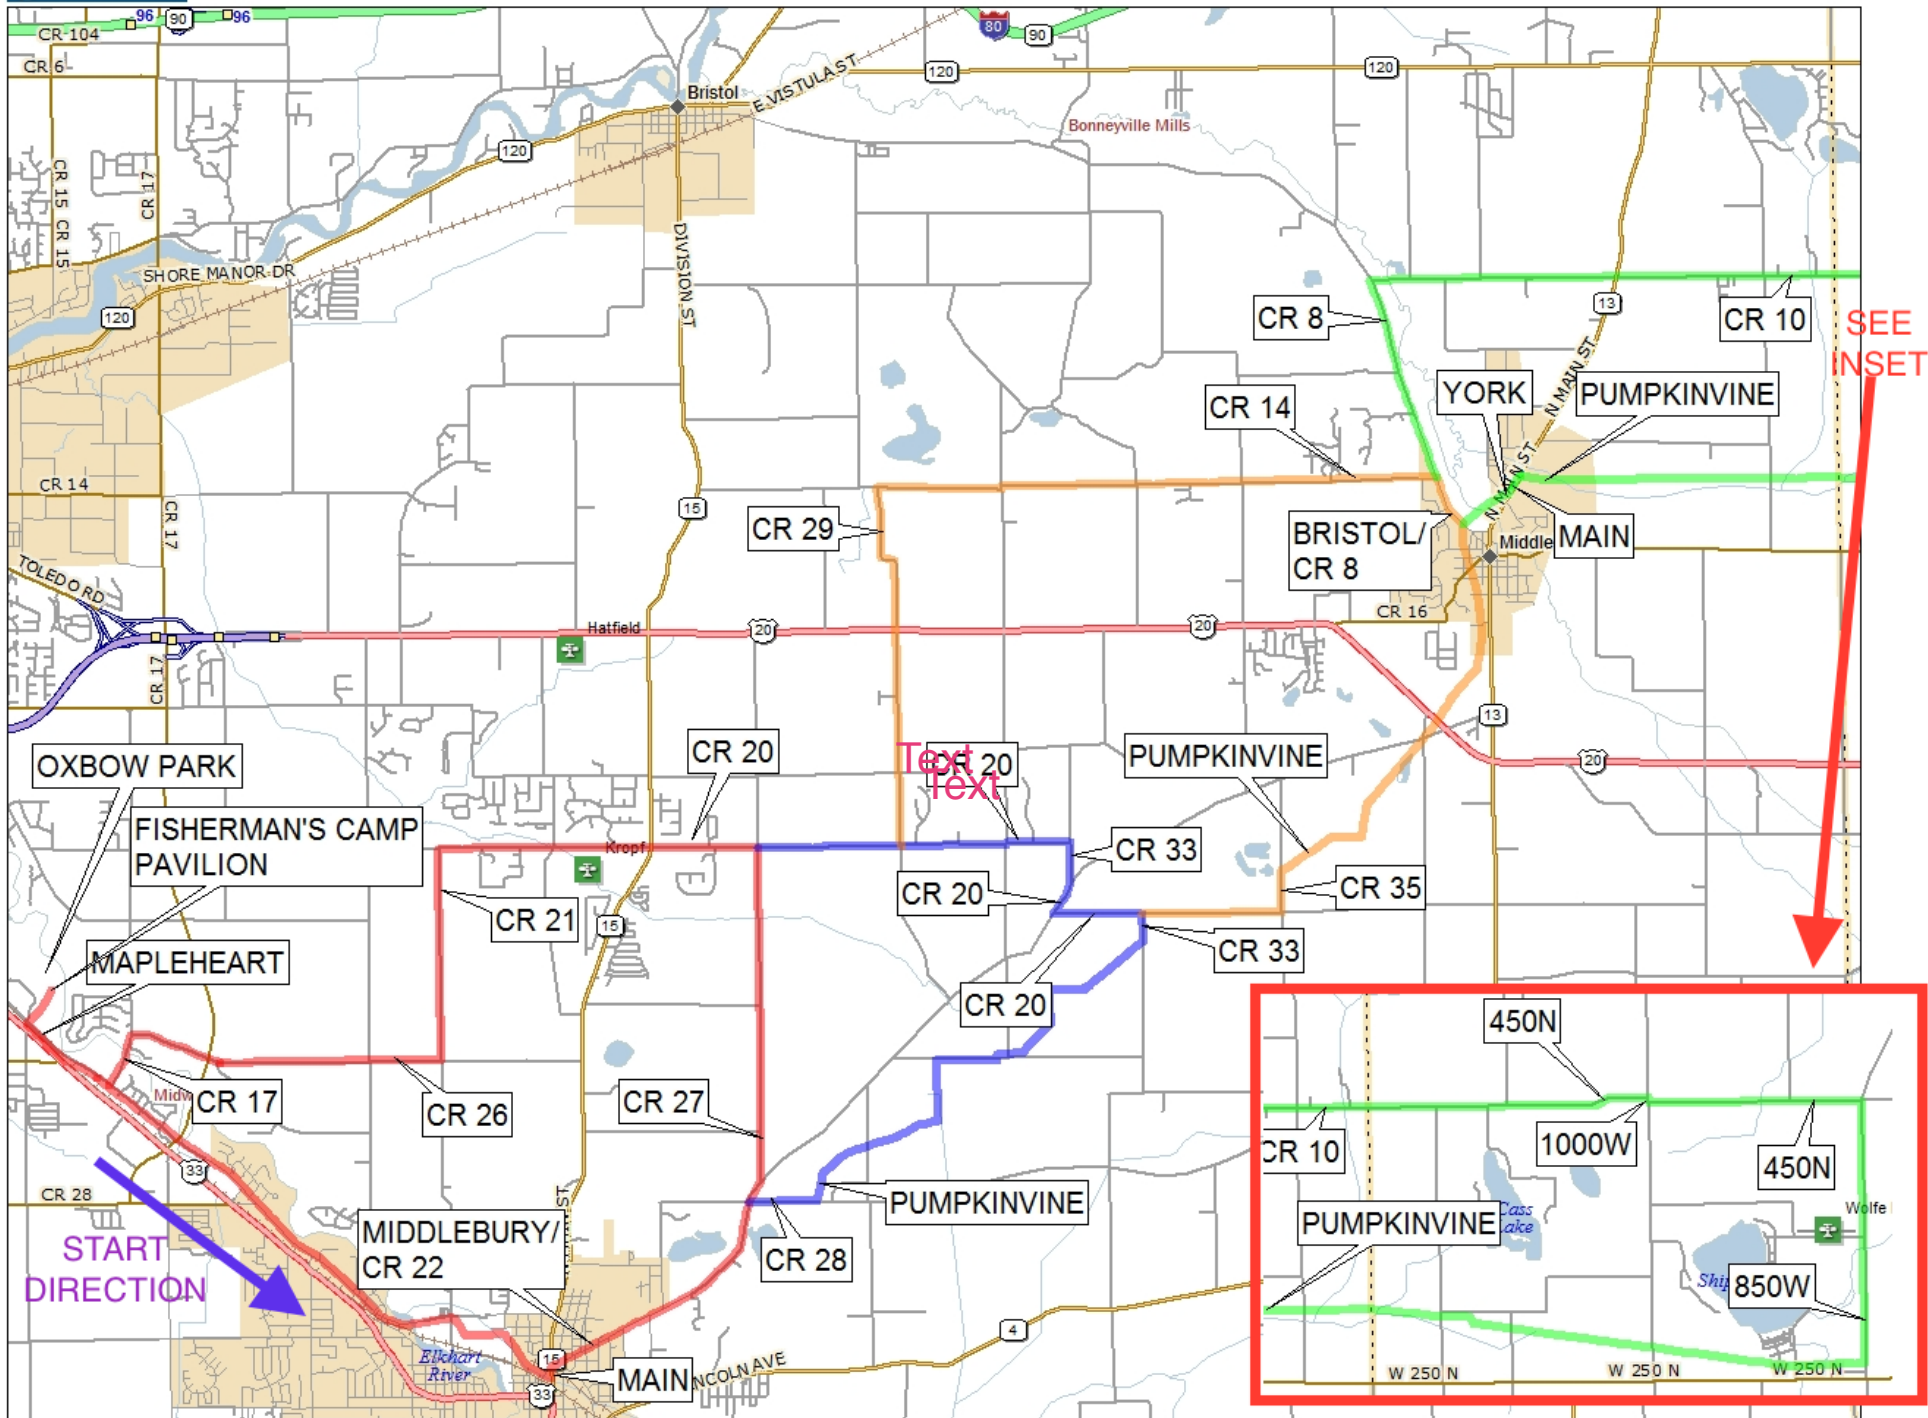 96
90
96
CR 104
CR 6
80
90
120
120
Bristol
E VISTULA ST
Bonneyville Mills
120
CR 15
CR 15
CR 17
SHORE MANOR DR
120
DIVISION ST
CR 8
13
CR 10
SEE
INSET
N MAIN ST
YORK
PUMPKINVINE
CR 14
N MAIN ST
CR 14
CR 17
15
CR 29
BRISTOL/
CR 8
MAIN
Middle
TOLEDO RD
CR 16
Hatfield
20
20
CR 17
13
20
OXBOW PARK
CR 20
Text
CR 20
Text
PUMPKINVINE
FISHERMAN'S CAMP
PAVILION
Kropf
CR 33
CR 20
CR 35
CR 21
15
MAPLEHEART
CR 33
CR 20
450N
CR 17
CR 26
CR 27
CR 10
1000W
450N
33
CR 28
PUMPKINVINE
PUMPKINVINE
Cass
Lake
Wolfe
START
DIRECTION
MIDDLEBURY/
CR 22
ST
CR 28
850W
4
Elkhart
River
15
MAIN
NCOLN AVE
33
W 250 N
W 250 N
W 250 N